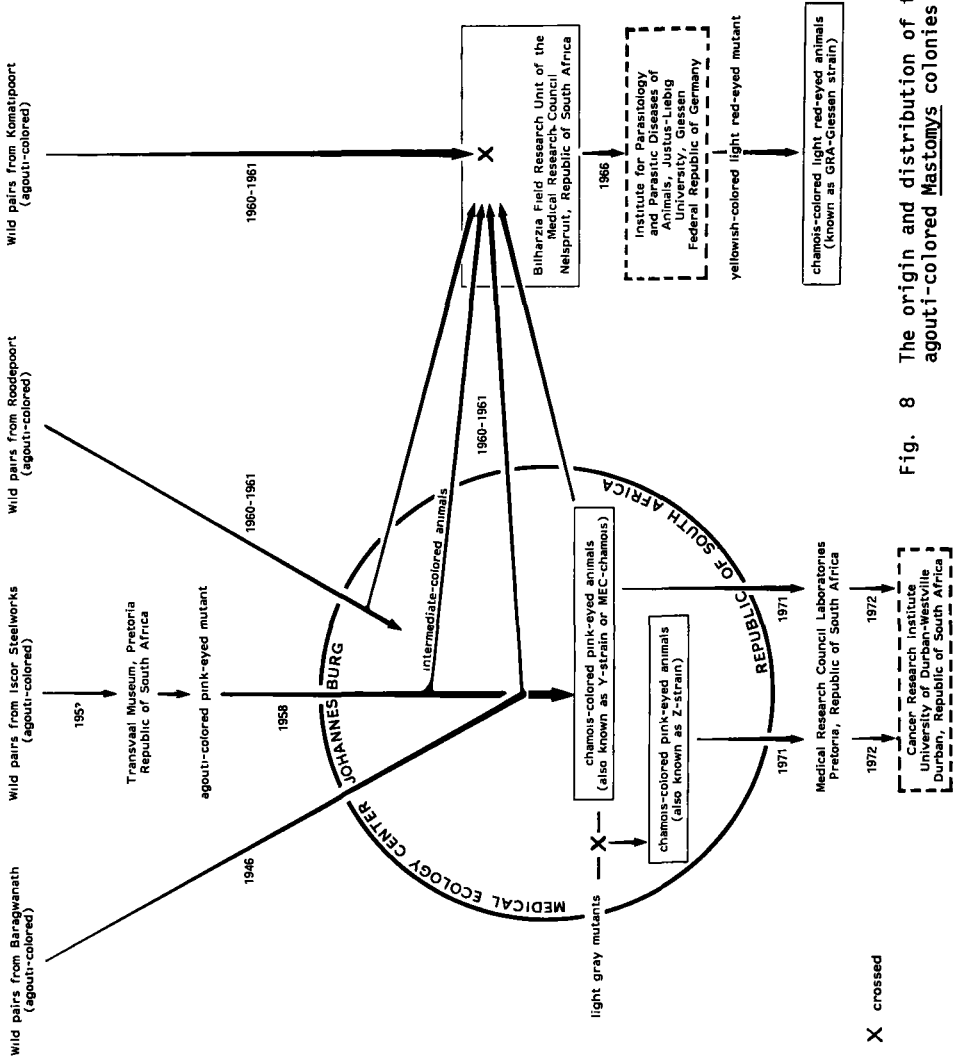 Wild pairs from Baragwanath
(agouti-colored)
Wild pairs from Iscor Steelworks
(agouti-colored)
Wild pairs from Roodepoort
(agouti-colored)
Wild pairs from Komatipoort
(agouti-colored)
195?
Transvaal Museum, Pretoria
Republic of South Africa
agouti-colored pink-eyed mutant
1946
1958
1960-1961
1960-1961
MEDICAL ECOLOGY CENTER JOHANNESBURG
REPUBLIC OF SOUTH AFRICA
intermediate-colored animals
1960-1961
X
Bilharzia Field Research Unit of the
Medical Research Council
Nelspruit, Republic of South Africa
1966
Institute for Parasitology
and Parasitic Diseases of
Animals, Justus-Liebig
University, Giessen
Federal Republic of Germany
yellowish-colored light red-eyed mutant
chamois-colored light red-eyed animals
(known as GRA-Giessen strain)
chamois-colored pink-eyed animals
(also known as Y-strain or MEC-chamois)
light gray mutants
X
chamois-colored pink-eyed animals
(also known as Z-strain)
1971
1971
Medical Research Council Laboratories
Pretoria, Republic of South Africa
1972
1972
Cancer Research Institute
University of Durban-Westville
Durban, Republic of South Africa
X crossed
Fig. 8 The origin and distribution of
agouti-colored Mastomys colonies